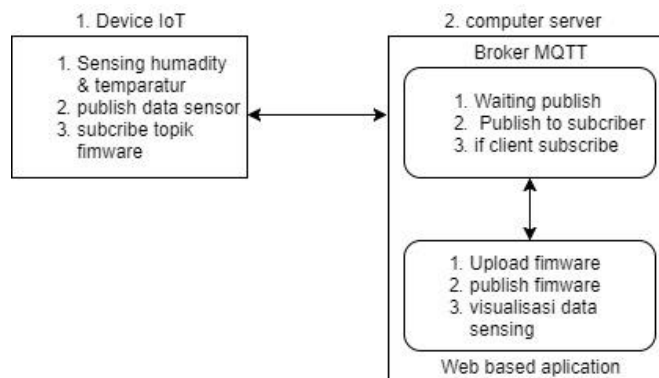 1. Device IoT
1. Sensing humadity
& temparatur
2. publish data sensor
3. subcribe topik
fimware
2. computer server
Broker MQTT
1. Waiting publish
2. Publish to subcriber
3. if client subscribe
1. Upload fimware
2. publish fimware
3. visualisasi data
sensing
Web based aplication